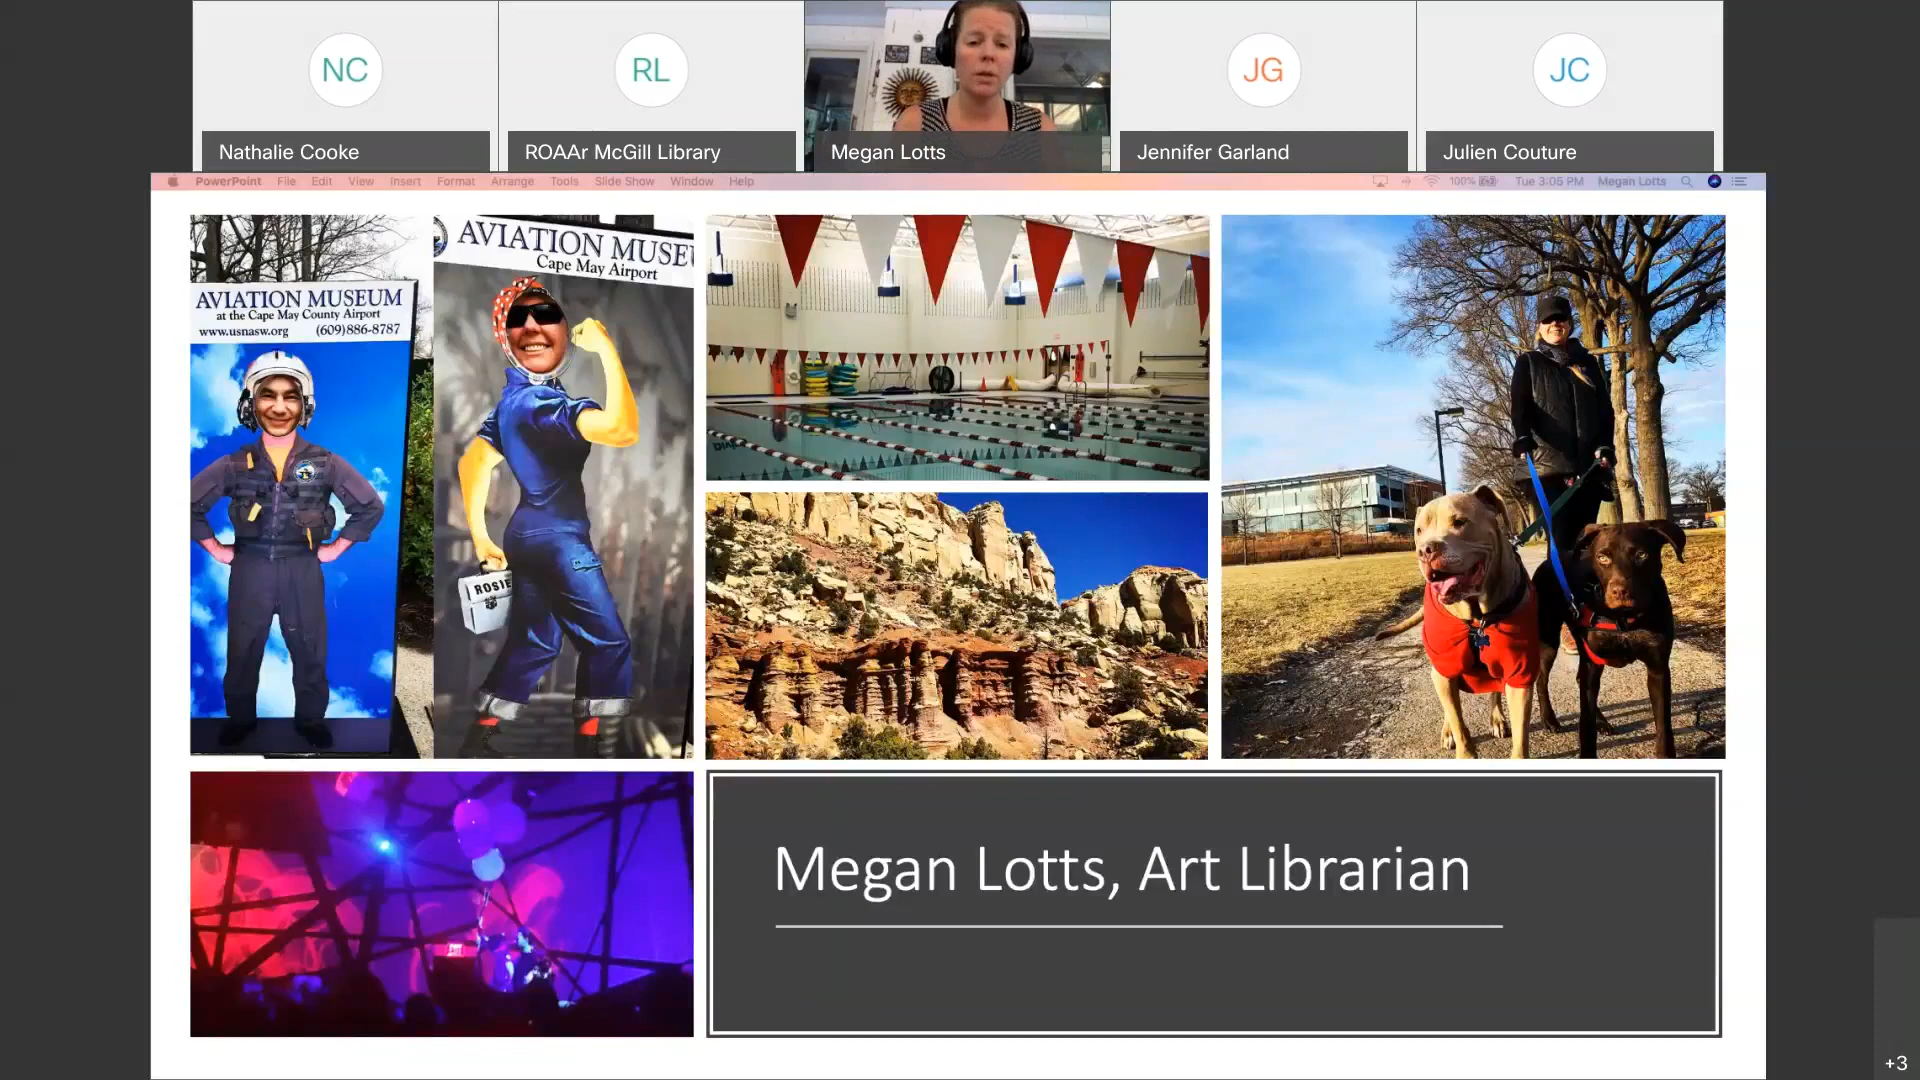 NC
RL
JG
JC
Nathalie Cooke
ROAAr McGill Library
Megan Lotts
Jennifer Garland
Julien Couture
PowerPoint File Edit View Insert Format Arrange Tools Slide Show Window Help
100% Tue 3:05 PM Megan Lotts
AVIATION MUSEUM
at the Cape May County Airport
www.usnasw.org (609)886-8787
AVIATION MUSEU
Cape May Airport
ROSIE
EXIT
Megan Lotts, Art Librarian
+3